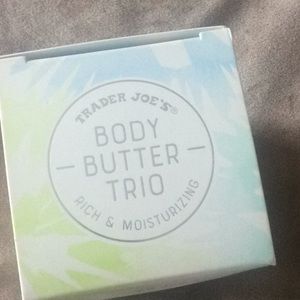 TRADER JOE'S®
BODY
— BUTTER —
TRIO
RICH & MOISTURIZING